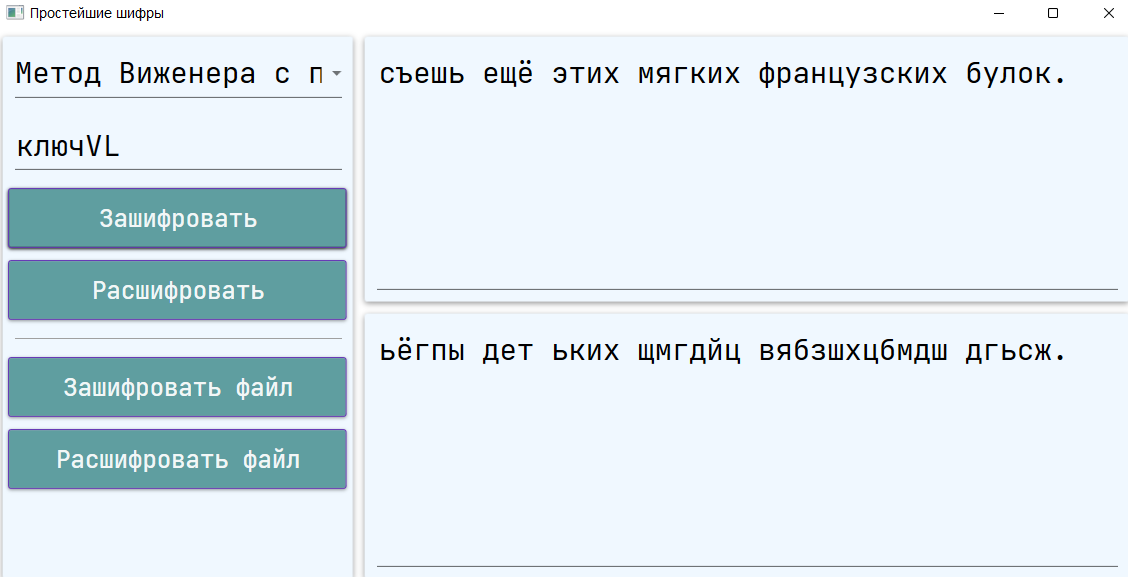 Простейшие шифры
Метод Виженера с п
ключVL
Зашифровать
Расшифровать
Зашифровать файл
Расшифровать файл
съешь ещё этих мягких французских булок.
ьёгпы дет ьких щмгдйц вябзшхцбмдш дгьсж.